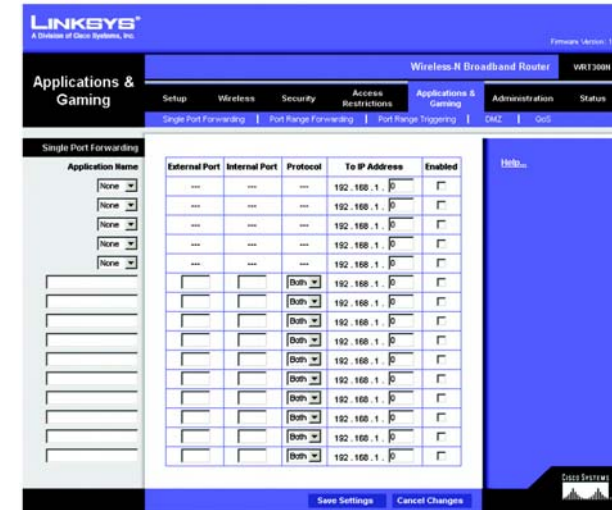 LINKSYS®
A Division of Cisco Systems, Inc.
Firmware Version: 1
Applications & Gaming
Wireless-N Broadband Router WRT300N
Setup Wireless Security Access Restrictions Applications & Gaming Administration Status
Single Port Forwarding | Port Range Forwarding | Port Range Triggering | DMZ | QoS
Single Port Forwarding
Application Name External Port Internal Port Protocol To IP Address Enabled
Help...
None --- --- --- 192 . 168 . 1 . 0
None --- --- --- 192 . 168 . 1 . 0
None --- --- --- 192 . 168 . 1 . 0
None --- --- --- 192 . 168 . 1 . 0
None --- --- --- 192 . 168 . 1 . 0
Both 192 . 168 . 1 . 0
Both 192 . 168 . 1 . 0
Both 192 . 168 . 1 . 0
Both 192 . 168 . 1 . 0
Both 192 . 168 . 1 . 0
Both 192 . 168 . 1 . 0
Both 192 . 168 . 1 . 0
Both 192 . 168 . 1 . 0
Both 192 . 168 . 1 . 0
Both 192 . 168 . 1 . 0
CISCO SYSTEMS
Save Settings Cancel Changes